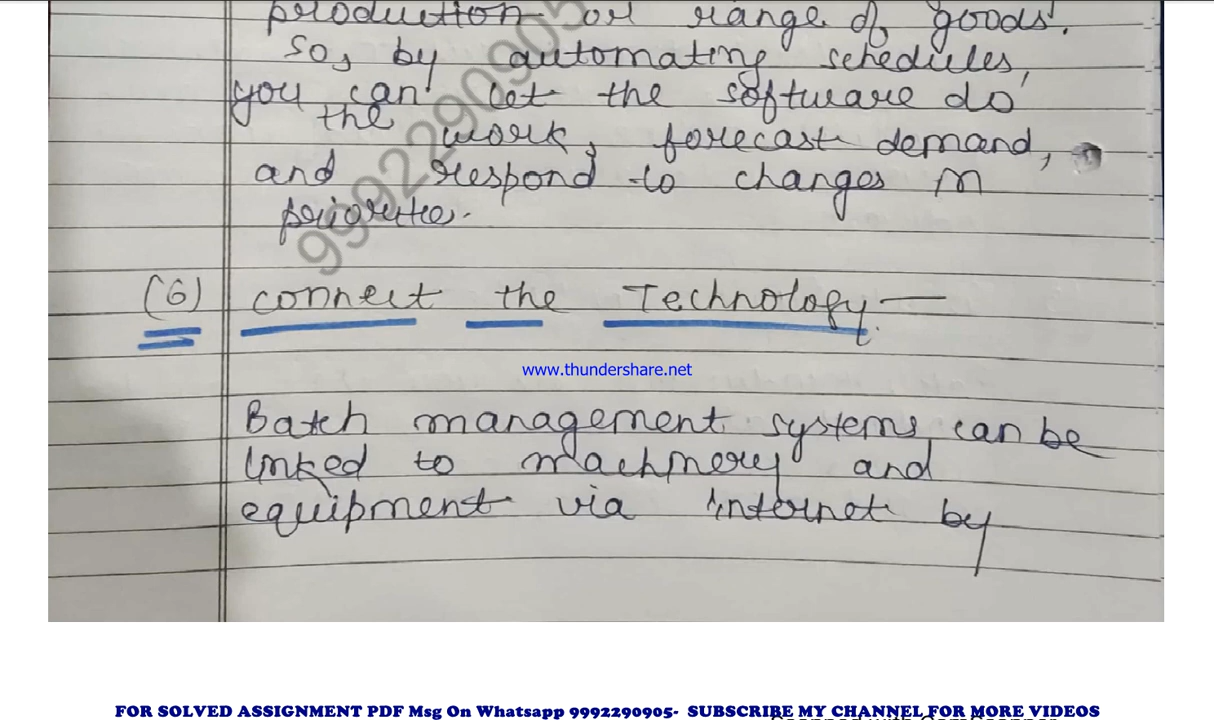 production or range of goods.
So, by automating schedules,
you can let the software do
the work, forecast demand,
and respond to changes in
priorities.
(6) connect the Technology —
www.thundershare.net
Batch management systems can be
linked to machinery and
equipment via internet by
9992290905
FOR SOLVED ASSIGNMENT PDF Msg On Whatsapp 9992290905- SUBSCRIBE MY CHANNEL FOR MORE VIDEOS